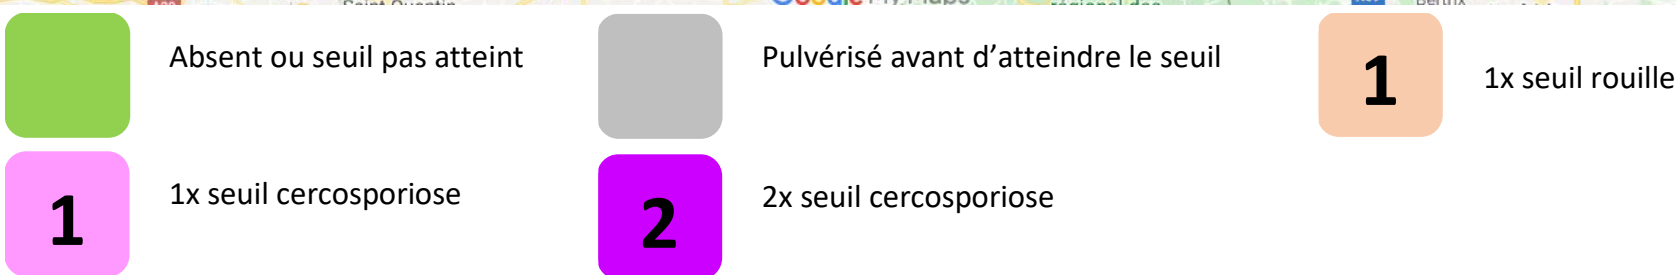 Absent ou seuil pas atteint
Pulvérisé avant d’atteindre le seuil
1
1x seuil rouille
1
1x seuil cercosporiose
2
2x seuil cercosporiose